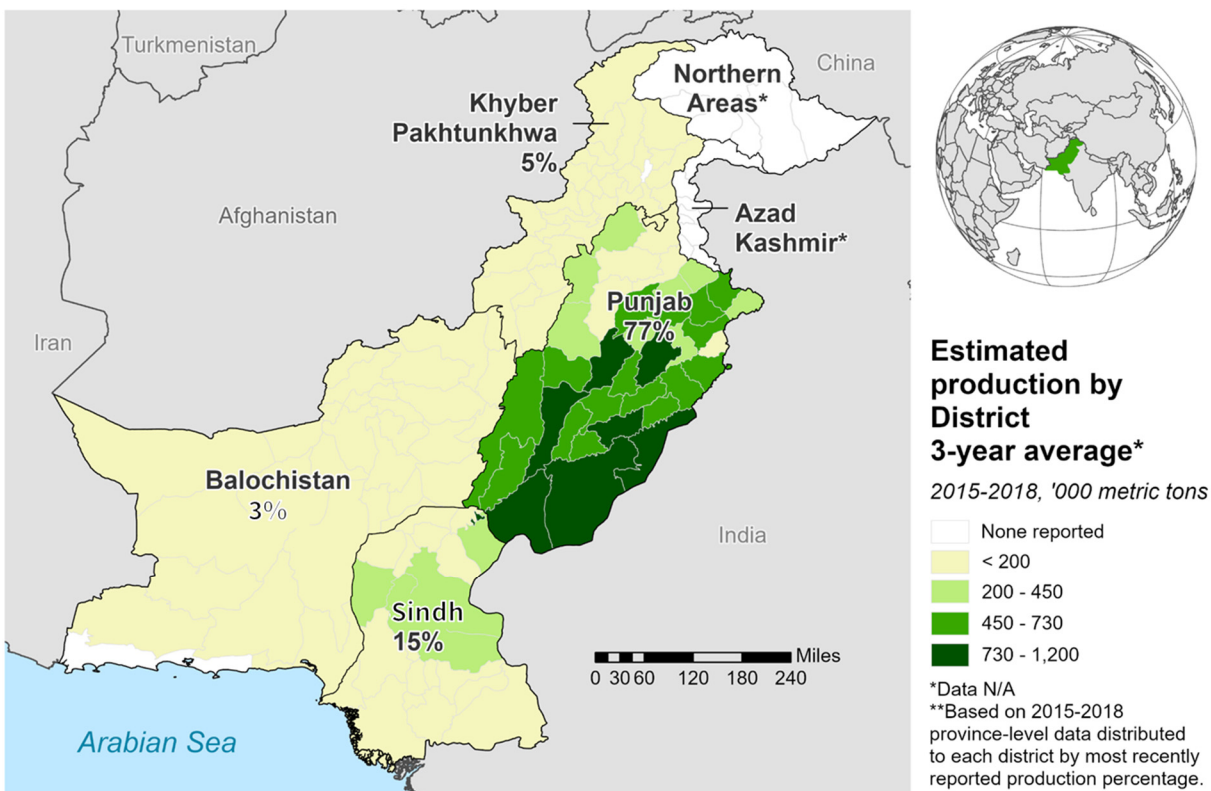 Turkmenistan
China
Northern
Areas*
Khyber
Pakhtunkhwa
5%
Afghanistan
Azad
Kashmir*
Punjab
77%
Iran
Balochistan
3%
India
Sindh
15%
Miles
0 30 60 120 180 240
Arabian Sea
Estimated
production by
District
3-year average*
2015-2018, '000 metric tons
None reported
< 200
200 - 450
450 - 730
730 - 1,200
*Data N/A
**Based on 2015-2018
province-level data distributed
to each district by most recently
reported production percentage.